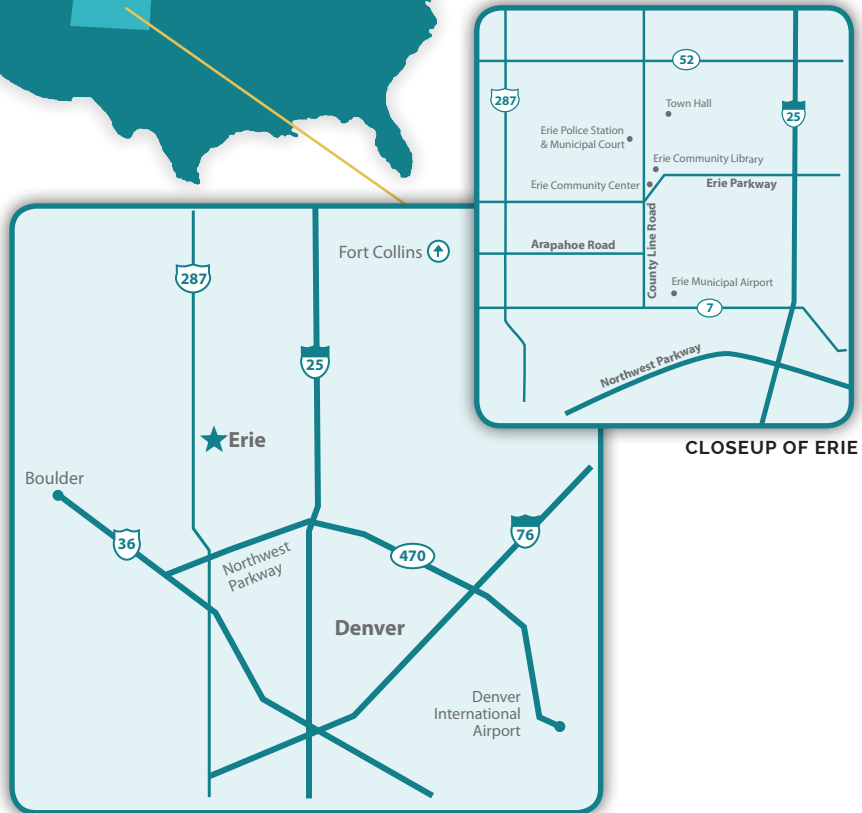 52
287
25
Town Hall
Erie Police Station
& Municipal Court
Erie Community Library
Erie Community Center
Erie Parkway
County Line Road
Arapahoe Road
Erie Municipal Airport
7
Northwest Parkway
CLOSEUP OF ERIE
287
Fort Collins
25
Erie
Boulder
36
Northwest
Parkway
470
76
Denver
Denver
International
Airport